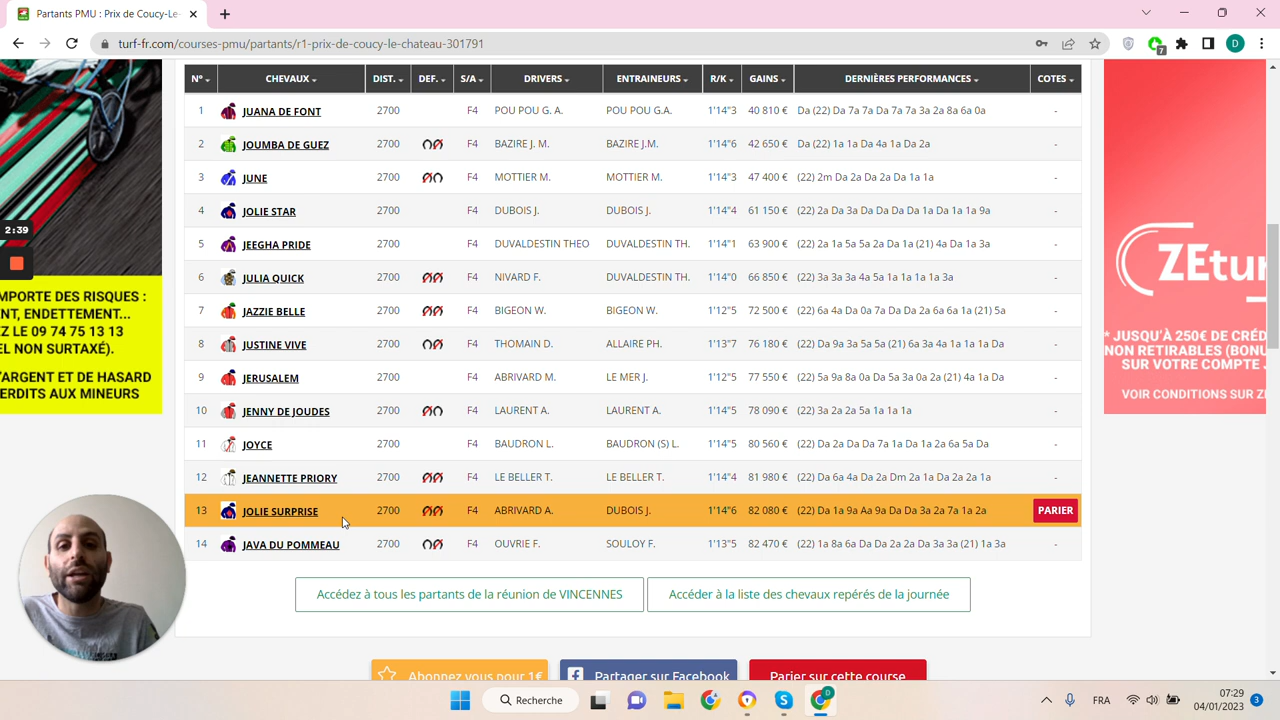 Partants PMU : Prix de Coucy-Le-
turf-fr.com/courses-pmu/partants/r1-prix-de-coucy-le-chateau-301791
7
D
N° CHEVAUX DIST. DEF. S/A DRIVERS ENTRAINEURS R/K GAINS DERNIÈRES PERFORMANCES COTES
1 JUANA DE FONT 2700 F4 POU POU G. A. POU POU G.A. 1'14"3 40 810 € Da (22) Da 7a 7a Da 7a 7a 3a 2a 8a 6a 0a -
2 JOUMBA DE GUEZ 2700 F4 BAZIRE J. M. BAZIRE J.M. 1'14"6 42 650 € Da (22) 1a 1a Da 4a 1a Da 2a -
3 JUNE 2700 F4 MOTTIER M. MOTTIER M. 1'14"3 47 400 € (22) 2m Da 2a Da 2a Da 1a 1a -
4 JOLIE STAR 2700 F4 DUBOIS J. DUBOIS J. 1'14"4 61 150 € (22) 2a Da 3a Da Da Da Da 1a Da 1a 1a 9a -
5 JEEGHA PRIDE 2700 F4 DUVALDESTIN THEO DUVALDESTIN TH. 1'14"1 63 900 € (22) 2a 1a 5a 5a 2a Da 1a (21) 4a Da 1a 3a -
6 JULIA QUICK 2700 F4 NIVARD F. DUVALDESTIN TH. 1'14"0 66 850 € (22) 3a 3a 3a 4a 5a 1a 1a 1a 1a 3a -
7 JAZZIE BELLE 2700 F4 BIGEON W. BIGEON W. 1'12"5 72 500 € (22) 6a 4a Da 0a 7a Da Da 2a 6a 6a 1a (21) 5a -
8 JUSTINE VIVE 2700 F4 THOMAIN D. ALLAIRE PH. 1'13"7 76 180 € (22) Da 9a 3a 5a 5a (21) 6a 3a 4a 1a 1a 1a Da -
9 JERUSALEM 2700 F4 ABRIVARD M. LE MER J. 1'12"5 77 550 € (22) 5a 9a 8a 0a Da 5a 3a 0a 2a (21) 4a 1a Da -
10 JENNY DE JOUDES 2700 F4 LAURENT A. LAURENT A. 1'14"5 78 090 € (22) 3a 2a 2a 5a 1a 1a 1a -
11 JOYCE 2700 F4 BAUDRON L. BAUDRON (S) L. 1'14"5 80 560 € (22) Da 2a Da Da 7a 1a Da 1a 2a 6a 5a Da -
12 JEANNETTE PRIORY 2700 F4 LE BELLER T. LE BELLER T. 1'14"4 81 980 € (22) Da 6a 4a Da 2a Dm 2a 1a Da 2a 2a 1a -
13 JOLIE SURPRISE 2700 F4 ABRIVARD A. DUBOIS J. 1'14"6 82 080 € (22) Da 1a 9a Aa 9a Da Da 3a 2a 7a 1a 2a PARIER
14 JAVA DU POMMEAU 2700 F4 OUVRIE F. SOULOY F. 1'13"5 82 470 € (22) 1a 8a 6a Da Da 2a 2a Da 3a 3a (21) 1a 3a -
Accédez à tous les partants de la réunion de VINCENNES
Accéder à la liste des chevaux repérés de la journée
Abonnez vous pour 1€
Partager sur Facebook
Parier sur cette course
2:39
MPORTE DES RISQUES :
NT, ENDETTEMENT...
Z LE 09 74 75 13 13
EL NON SURTAXÉ).
'ARGENT ET DE HASARD
ERDITS AUX MINEURS
ZEtur
* JUSQU'À 250€ DE CRÉD
NON RETIRABLES (BONU
SUR VOTRE COMPTE
VOIR CONDITIONS SUR ZE
Recherche
D
FRA
07:29
04/01/2023
3